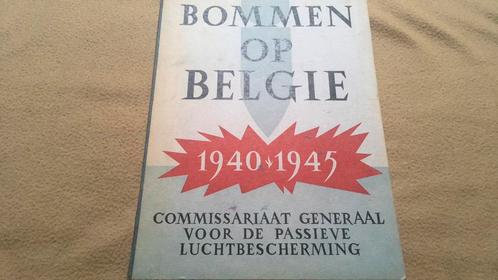 BOMMEN
OP
BELGIE
1940-1945
COMMISSARIAAT GENERAAL
VOOR DE PASSIEVE
LUCHTBESCHERMING